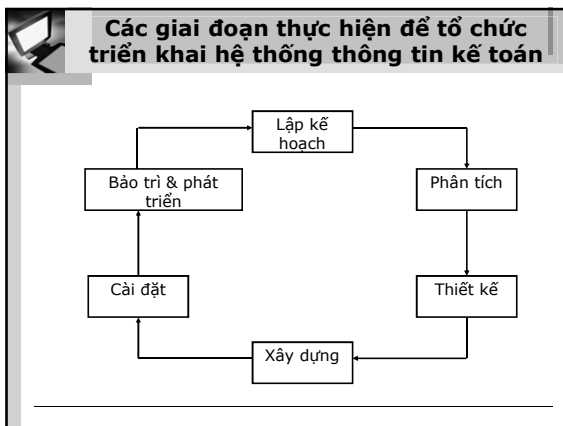 Các giai đoạn thực hiện để tổ chức
triển khai hệ thống thông tin kế toán
Lập kế
hoạch
Bảo trì & phát
triển
Phân tích
Cài đặt
Thiết kế
Xây dựng